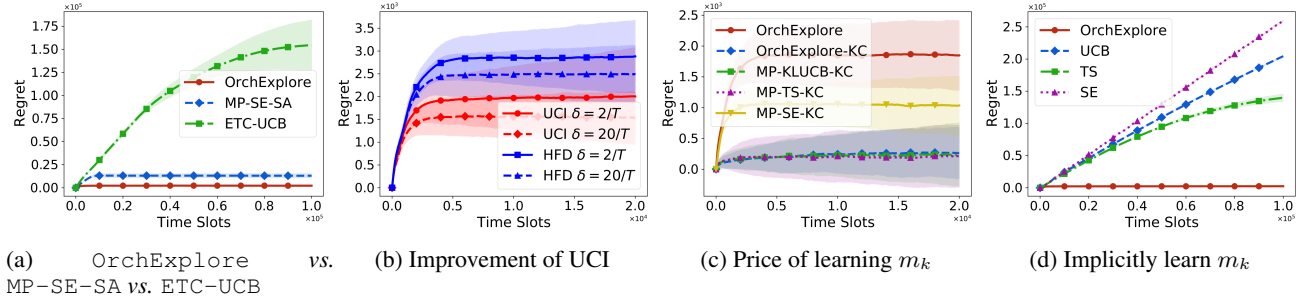 ×10⁵
1.75
1.50
1.25
1.00
0.75
0.50
0.25
0.00
Regret
OrchExplore
MP-SE-SA
ETC-UCB
0.0 0.2 0.4 0.6 0.8 1.0
Time Slots
×10⁵
×10³
3.5
3.0
2.5
2.0
1.5
1.0
0.5
0.0
Regret
UCI δ = 2/T
UCI δ = 20/T
HFD δ = 2/T
HFD δ = 20/T
0.0 0.5 1.0 1.5 2.0
Time Slots
×10⁴
×10³
2.5
2.0
1.5
1.0
0.5
0.0
Regret
OrchExplore
OrchExplore-KC
MP-KLUCB-KC
MP-TS-KC
MP-SE-KC
0.0 0.5 1.0 1.5 2.0
Time Slots
×10⁴
×10⁵
2.5
2.0
1.5
1.0
0.5
0.0
Regret
OrchExplore
UCB
TS
SE
0.0 0.2 0.4 0.6 0.8 1.0
Time Slots
×10⁵
(a) OrchExplore vs.
MP-SE-SA vs. ETC-UCB
(b) Improvement of UCI
(c) Price of learning mₖ
(d) Implicitly learn mₖ